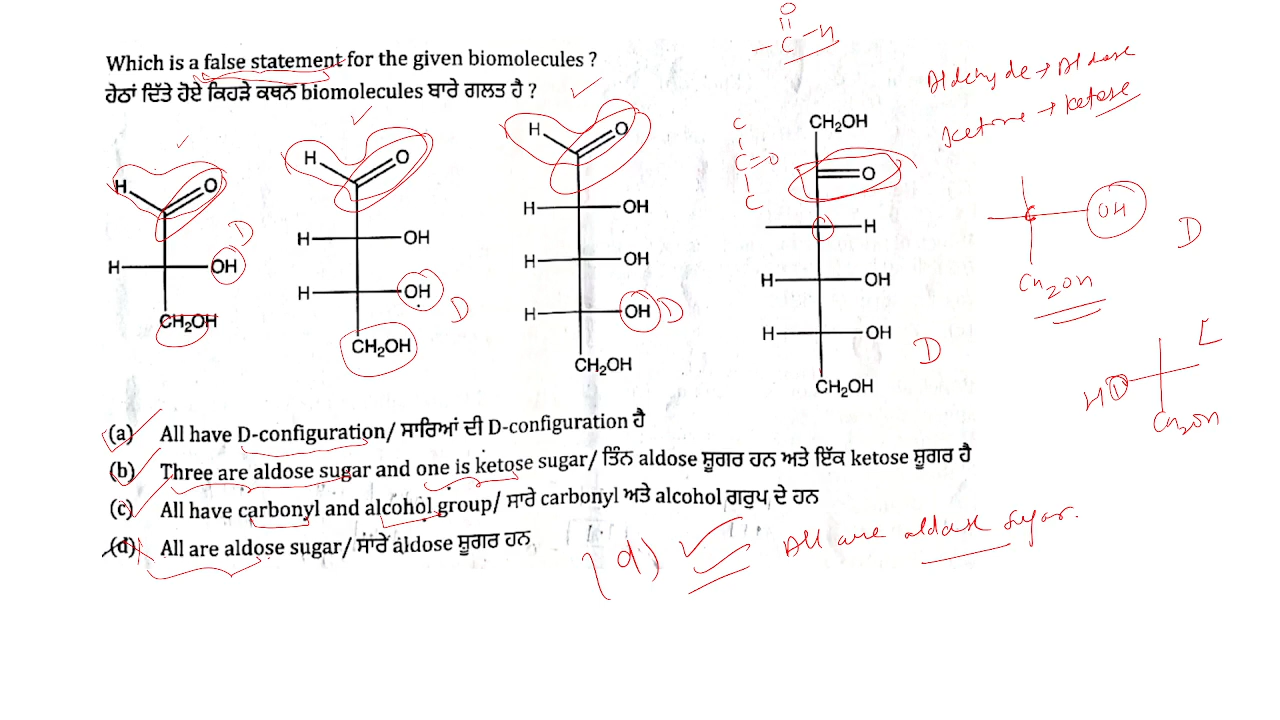 Which is a false statement for the given biomolecules ?
ਹੇਠਾਂ ਦਿੱਤੇ ਹੋਏ ਕਿਹੜੇ ਕਥਨ biomolecules ਬਾਰੇ ਗਲਤ ਹੈ ?
O
-C-H
Aldehyde → Aldose
Ketone → ketose
H O
H OH
CH₂OH
D
H O
H OH
H OH
CH₂OH
D
H O
H OH
H OH
H OH
CH₂OH
D
C
C=O
C
CH₂OH
O
H
H OH
H OH
CH₂OH
D
C OH
CH₂OH
D
L
HO
CH₂OH
(a) All have D-configuration/ ਸਾਰਿਆਂ ਦੀ D-configuration ਹੈ
(b) Three are aldose sugar and one is ketose sugar/ ਤਿੰਨ aldose ਸ਼ੂਗਰ ਹਨ ਅਤੇ ਇੱਕ ketose ਸ਼ੂਗਰ ਹੈ
(c) All have carbonyl and alcohol group/ ਸਾਰੇ carbonyl ਅਤੇ alcohol ਗਰੁਪ ਦੇ ਹਨ
(d) All are aldose sugar/ ਸਾਰੇ aldose ਸ਼ੂਗਰ ਹਨ
(d) All are aldose sugar.